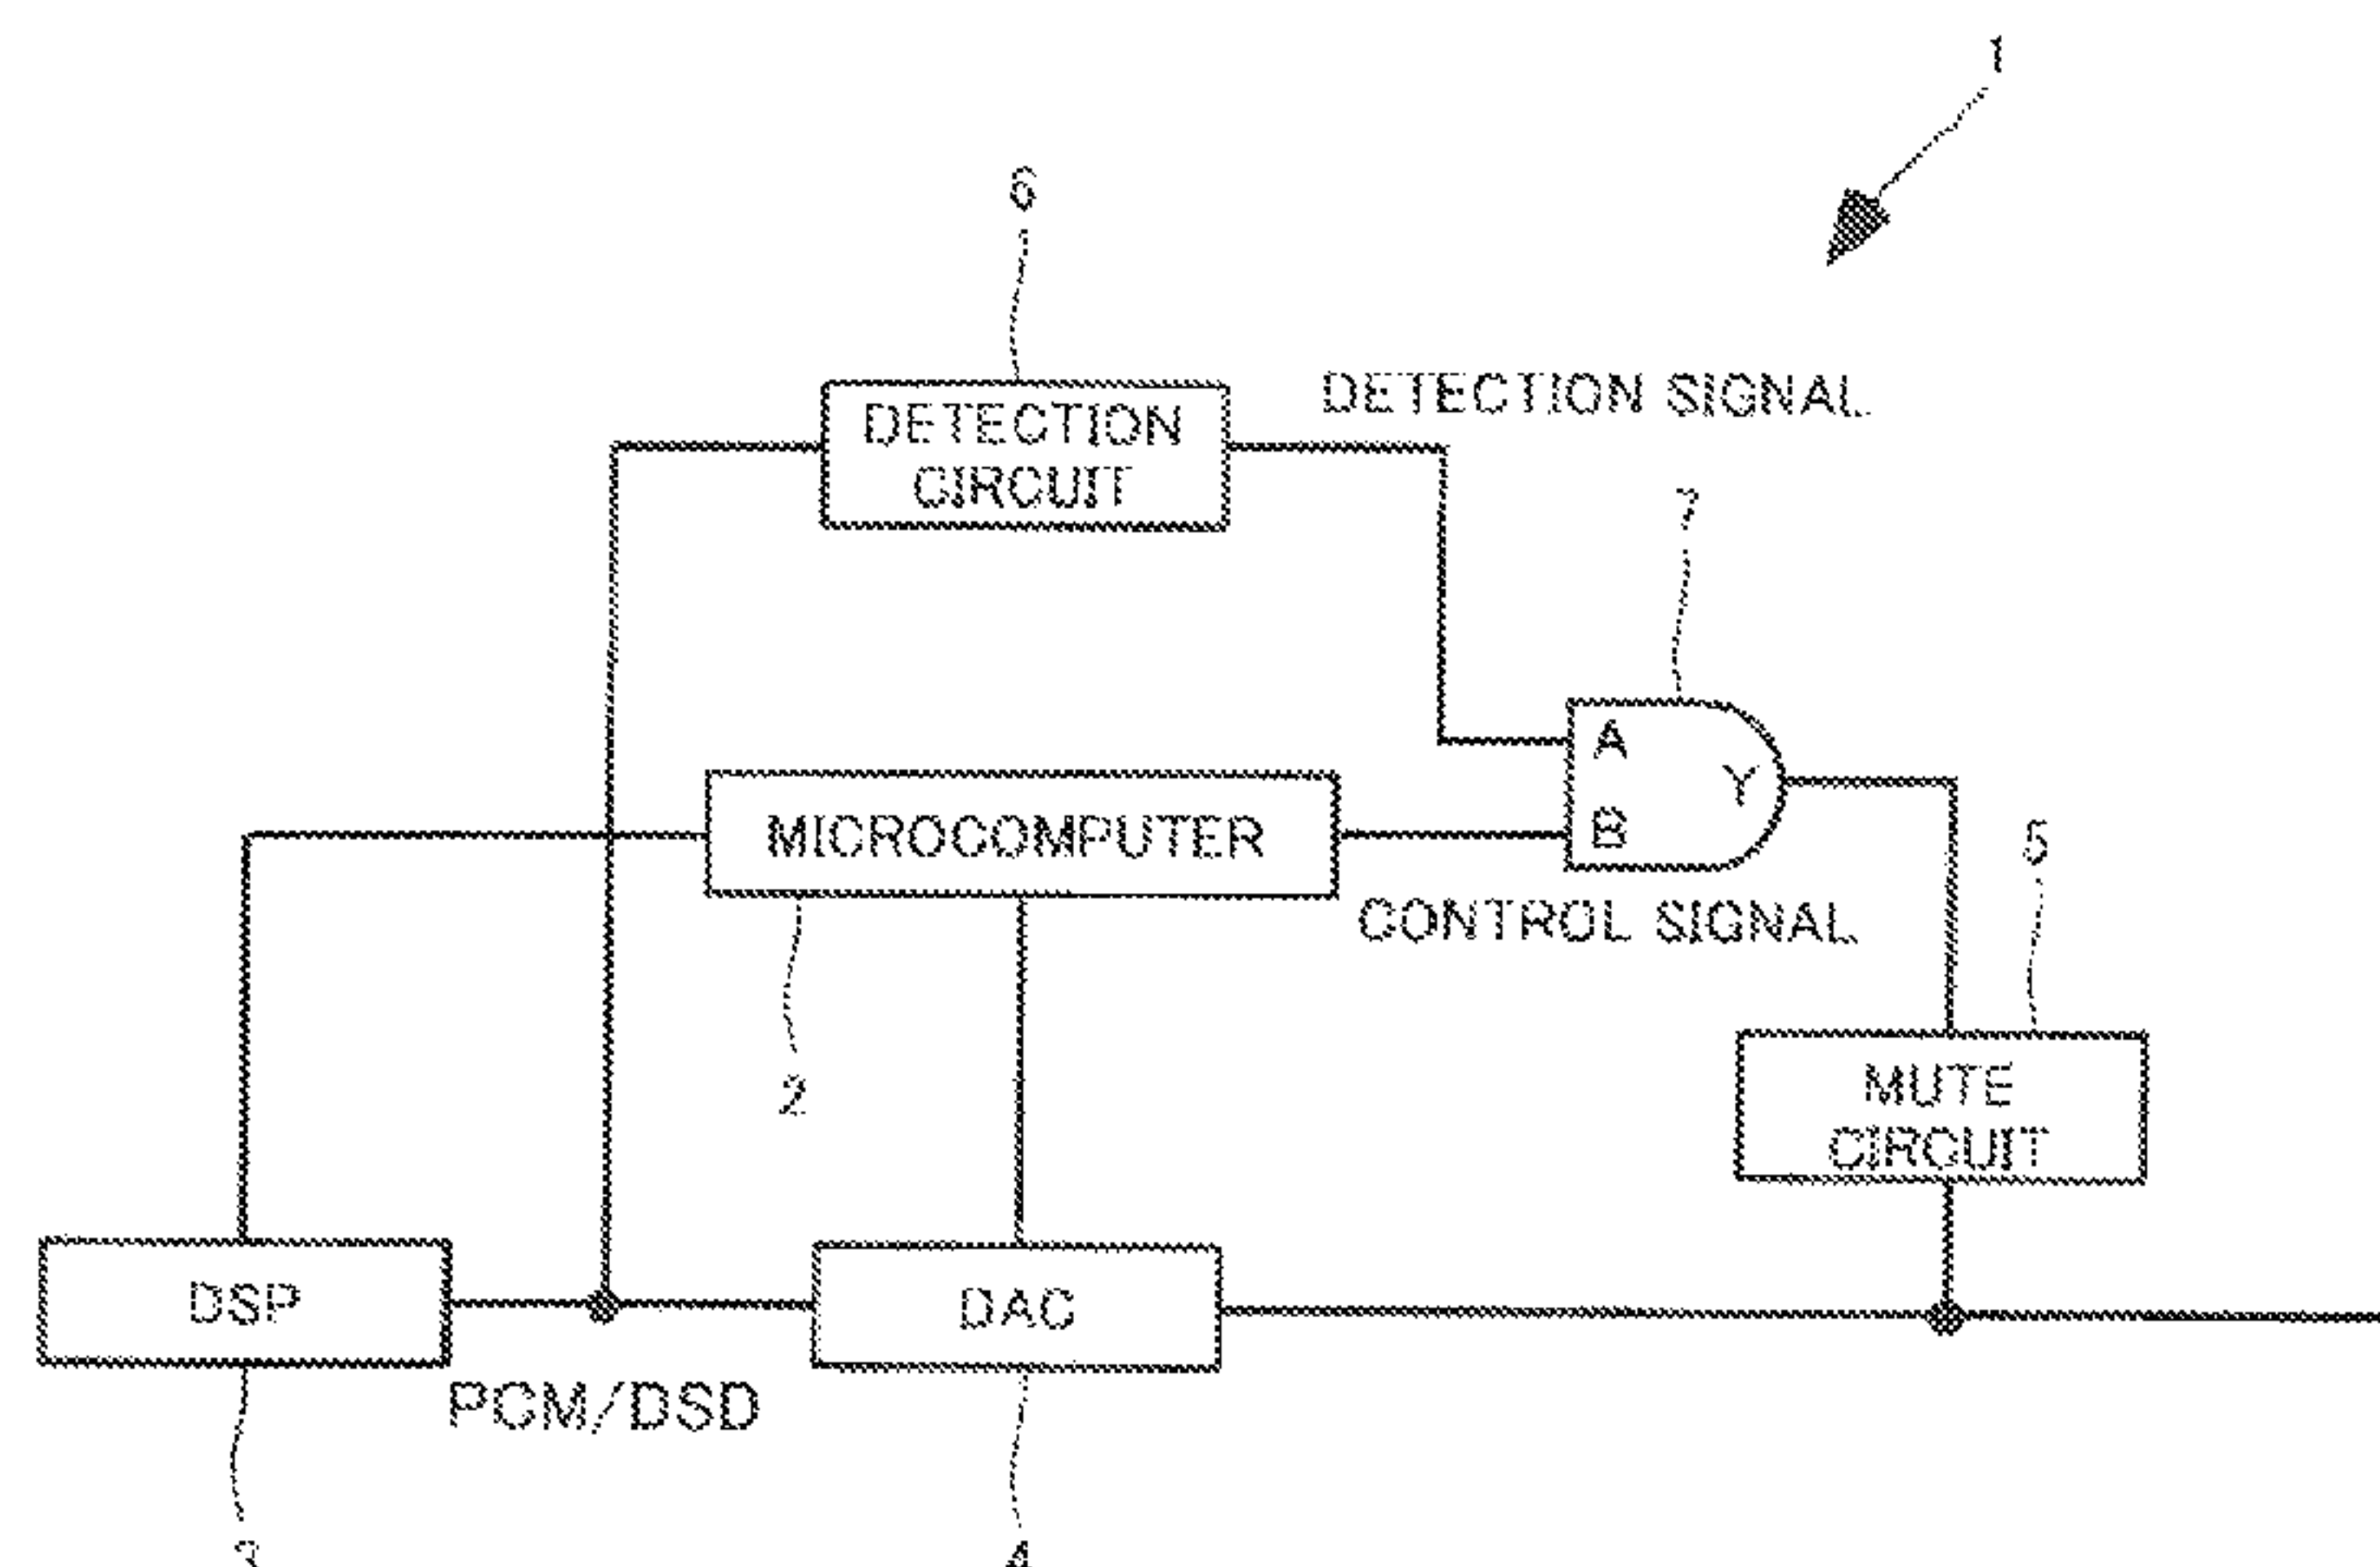 1
6
DETECTION
CIRCUIT
DETECTION SIGNAL
7
A
Y
B
MICROCOMPUTER
CONTROL SIGNAL
5
2
MUTE
CIRCUIT
DSP
DAC
PCM/DSD
3
4